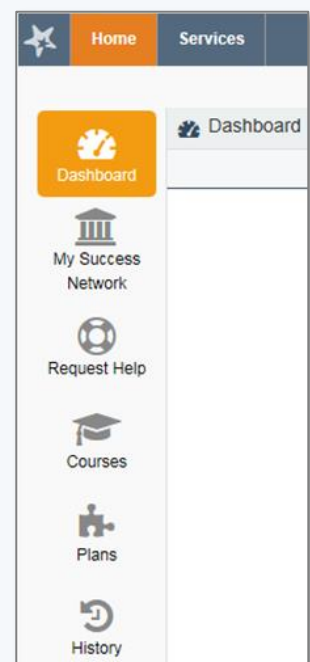 Home
Services
Dashboard
Dashboard
My Success
Network
Request Help
Courses
Plans
History